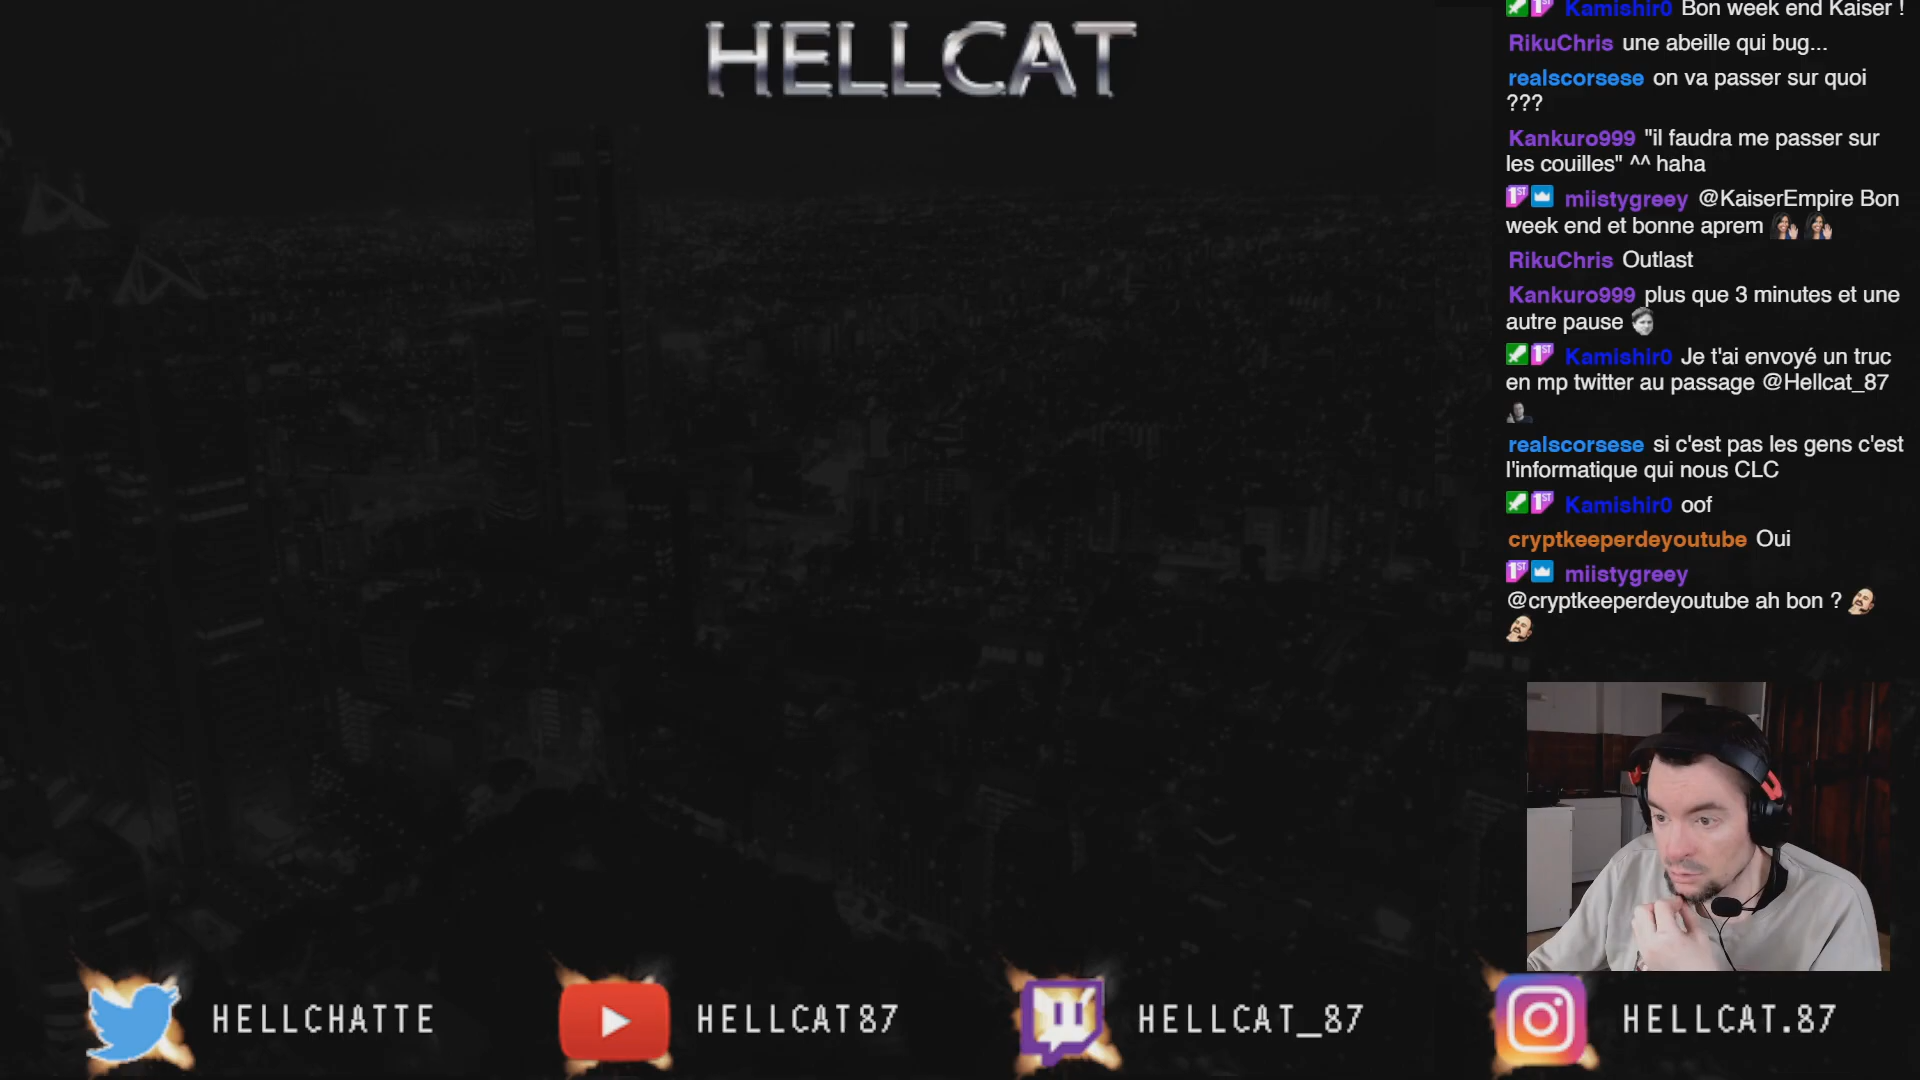 HELLCAT
Kamishir0 Bon week end Kaiser !
RikuChris une abeille qui bug...
realscorsese on va passer sur quoi
???
Kankuro999 "il faudra me passer sur
les couilles" ^^ haha
1ST miistygreey @KaiserEmpire Bon
week end et bonne aprem
RikuChris Outlast
Kankuro999 plus que 3 minutes et une
autre pause
1ST Kamishir0 Je t'ai envoyé un truc
en mp twitter au passage @Hellcat_87
realscorsese si c'est pas les gens c'est
l'informatique qui nous CLC
1ST Kamishir0 oof
cryptkeeperdeyoutube Oui
1ST miistygreey
@cryptkeeperdeyoutube ah bon ?
HELLCHATTE
HELLCAT87
HELLCAT_87
HELLCAT.87